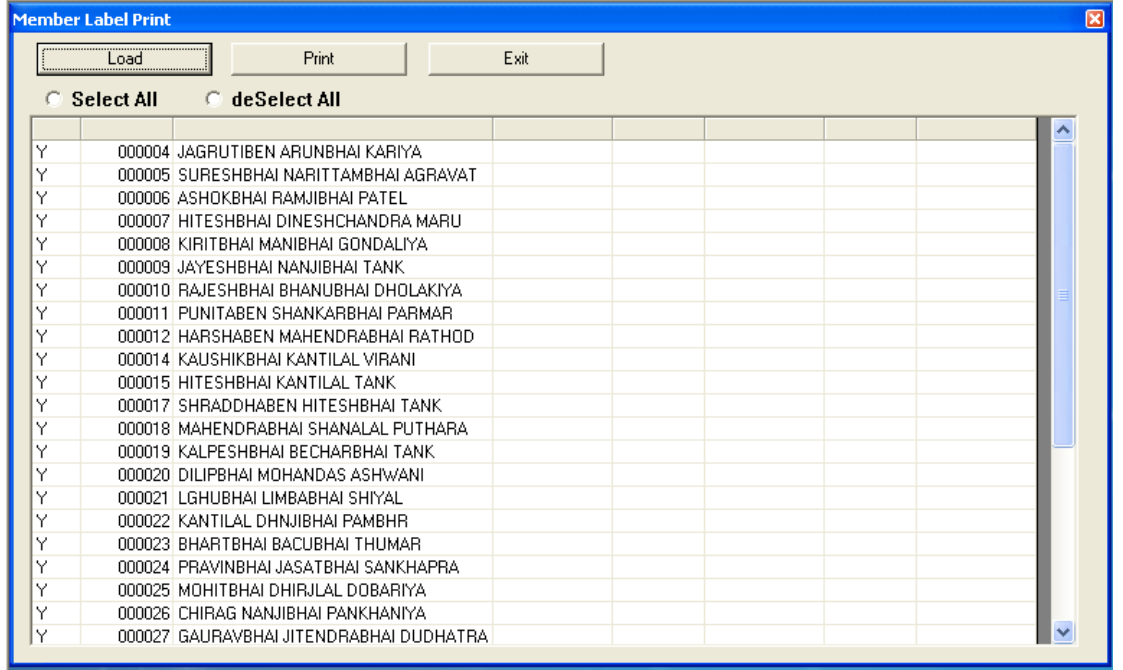 Member Label Print
Load Print Exit
Select All deSelect All
Y 000004 JAGRUTIBEN ARUNBHAI KARIYA
Y 000005 SURESHBHAI NARITTAMBHAI AGRAVAT
Y 000006 ASHOKBHAI RAMJIBHAI PATEL
Y 000007 HITESHBHAI DINESHCHANDRA MARU
Y 000008 KIRITBHAI MANIBHAI GONDALIYA
Y 000009 JAYESHBHAI NANJIBHAI TANK
Y 000010 RAJESHBHAI BHANUBHAI DHOLAKIYA
Y 000011 PUNITABEN SHANKARBHAI PARMAR
Y 000012 HARSHABEN MAHENDRABHAI RATHOD
Y 000014 KAUSHIKBHAI KANTILAL VIRANI
Y 000015 HITESHBHAI KANTILAL TANK
Y 000017 SHRADDHABEN HITESHBHAI TANK
Y 000018 MAHENDRABHAI SHANALAL PUTHARA
Y 000019 KALPESHBHAI BECHARBHAI TANK
Y 000020 DILIPBHAI MOHANDAS ASHWANI
Y 000021 LGHUBHAI LIMBABHAI SHIYAL
Y 000022 KANTILAL DHNJIBHAI PAMBHR
Y 000023 BHARTBHAI BACUBHAI THUMAR
Y 000024 PRAVINBHAI JASATBHAI SANKHAPRA
Y 000025 MOHITBHAI DHIRJLAL DOBARIYA
Y 000026 CHIRAG NANJIBHAI PANKHANIYA
Y 000027 GAURAVBHAI JITENDRABHAI DUDHATRA